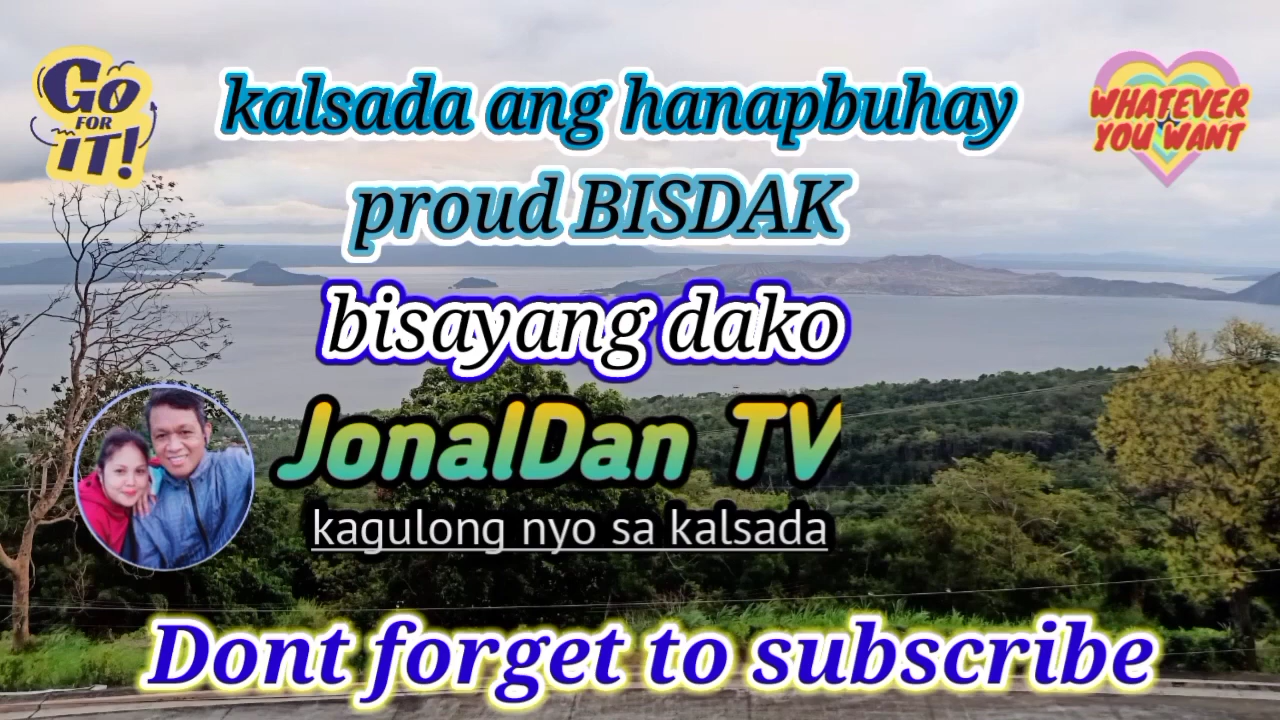 GO
FOR
IT!
WHATEVER
YOU WANT
kalsada ang hanapbuhay
proud BISDAK
bisayang dako
JonalDan TV
kagulong nyo sa kalsada
Dont forget to subscribe